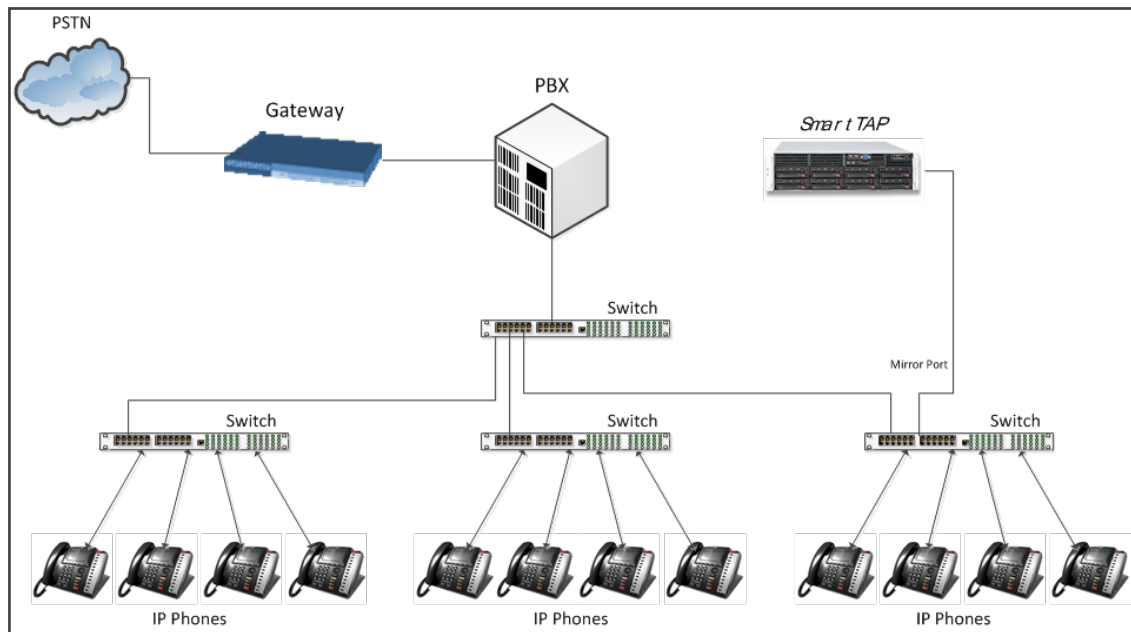 PSTN
Gateway
PBX
Smart TAP
Switch
Mirror Port
Switch
Switch
Switch
IP Phones
IP Phones
IP Phones